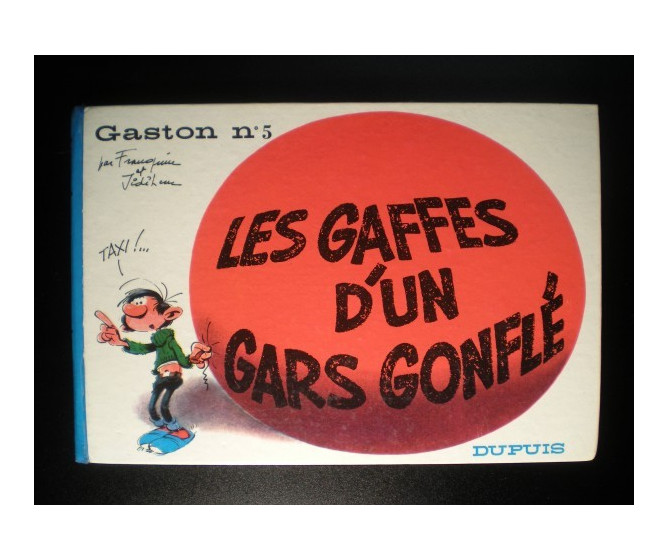 Gaston n°5
par Franquin
et
Jidéhem
TAXI !...
LES GAFFES
D'UN
GARS GONFLÉ
DUPUIS